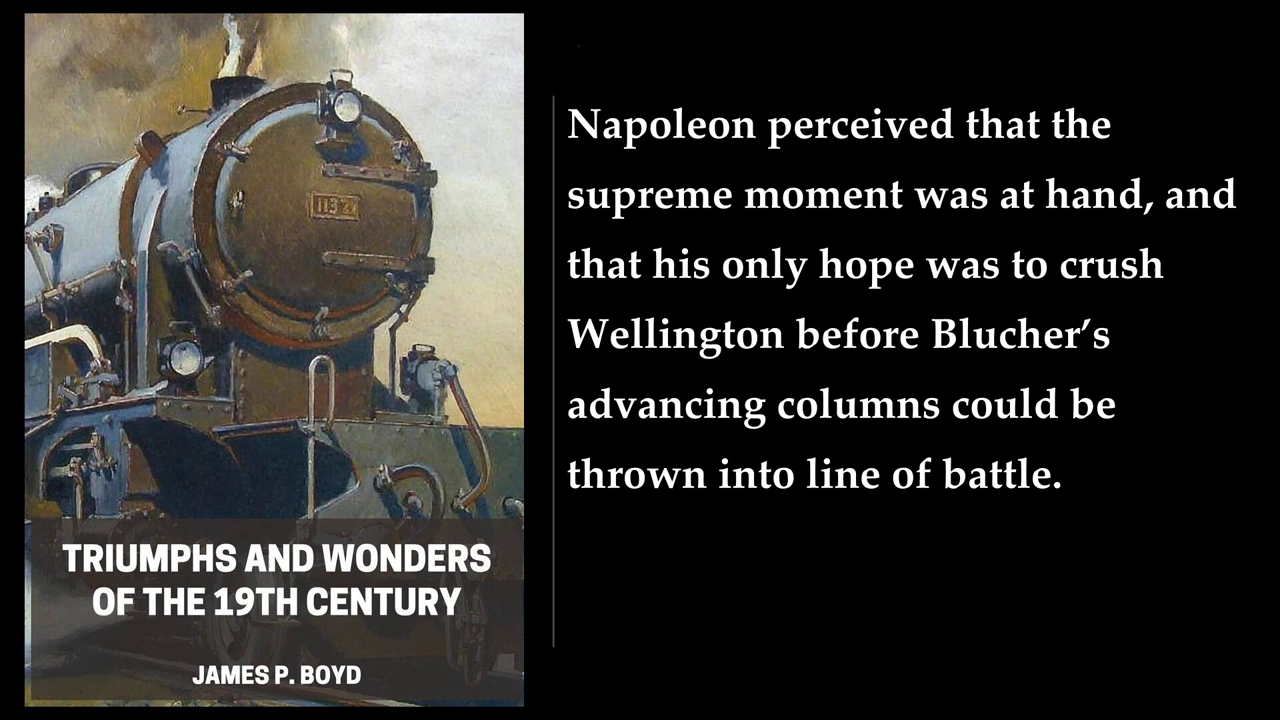 Napoleon perceived that the
supreme moment was at hand, and
that his only hope was to crush
Wellington before Blucher’s
advancing columns could be
thrown into line of battle.
TRIUMPHS AND WONDERS
OF THE 19TH CENTURY
JAMES P. BOYD